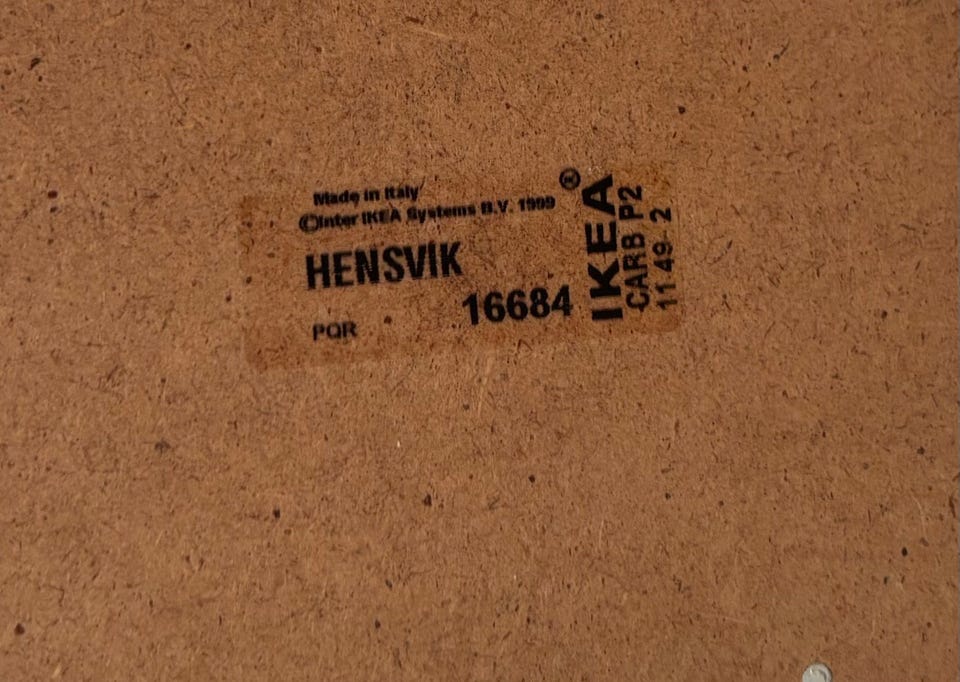 Made in Italy
©Inter IKEA Systems B.V. 1999
HENSVIK
16684
PQR
®
IKEA
CARB P2
11-49- 2